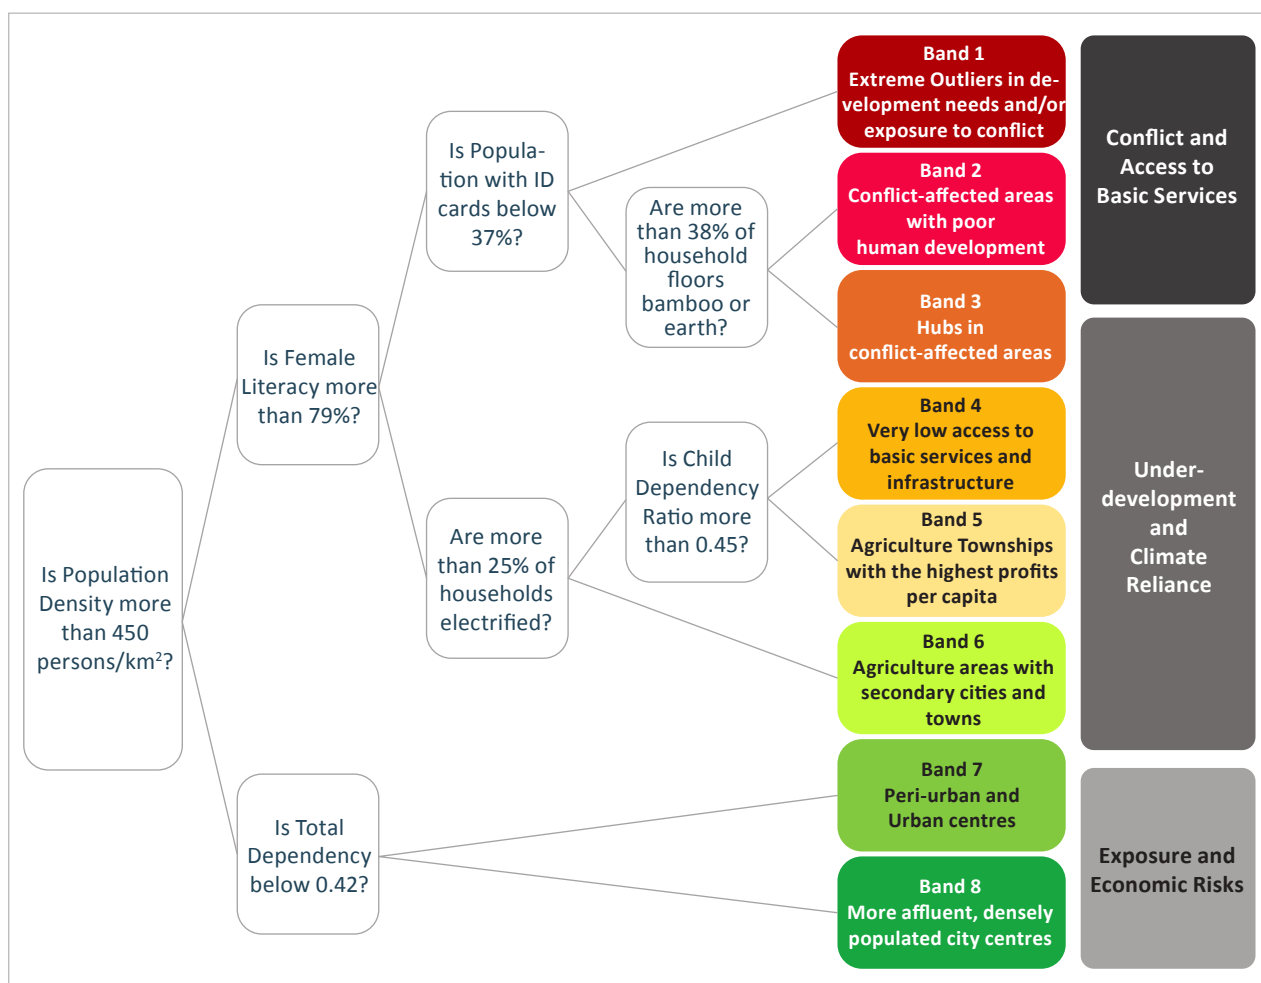 Is Population
Density more
than 450
persons/km²?
Is Female
Literacy more
than 79%?
Is Total
Dependency
below 0.42?
Is Popula-
tion with ID
cards below
37%?
Are more
than 25% of
households
electrified?
Are more
than 38% of
household
floors
bamboo or
earth?
Is Child
Dependency
Ratio more
than 0.45?
Band 1
Extreme Outliers in de-
velopment needs and/or
exposure to conflict
Band 2
Conflict-affected areas
with poor
human development
Band 3
Hubs in
conflict-affected areas
Band 4
Very low access to
basic services and
infrastructure
Band 5
Agriculture Townships
with the highest profits
per capita
Band 6
Agriculture areas with
secondary cities and
towns
Band 7
Peri-urban and
Urban centres
Band 8
More affluent, densely
populated city centres
Conflict and
Access to
Basic Services
Under-
development
and
Climate
Reliance
Exposure and
Economic Risks